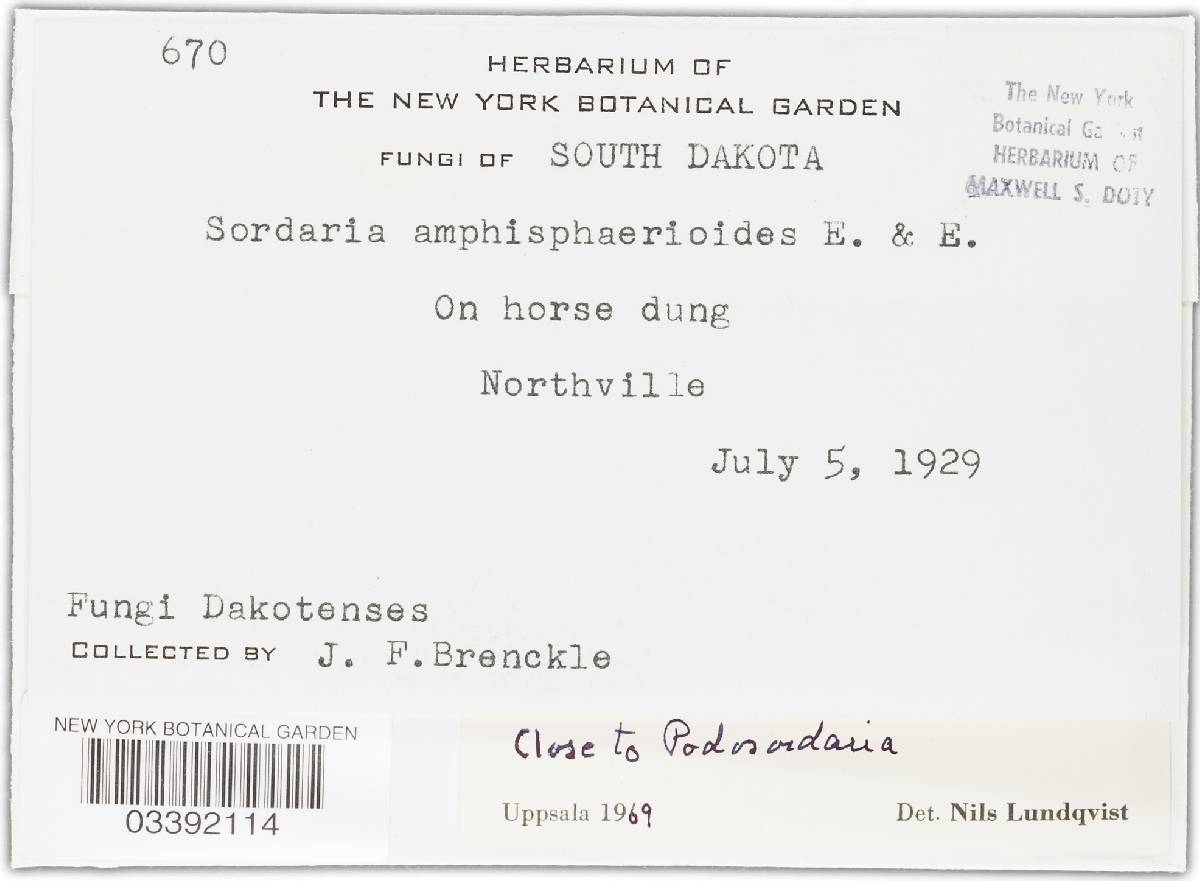 670
HERBARIUM OF
THE NEW YORK BOTANICAL GARDEN
FUNGI OF SOUTH DAKOTA
The New York
Botanical
HERBARIUM OF
MAXWELL S. DOTY
Sordaria amphisphaerioides E. & E.
On horse dung
Northville
July 5, 1929
Fungi Dakotenses
COLLECTED BY J. F. Brenckle
NEW YORK BOTANICAL GARDEN
03392114
Close to Podosordaria
Uppsala 1969
Det. Nils Lundqvist